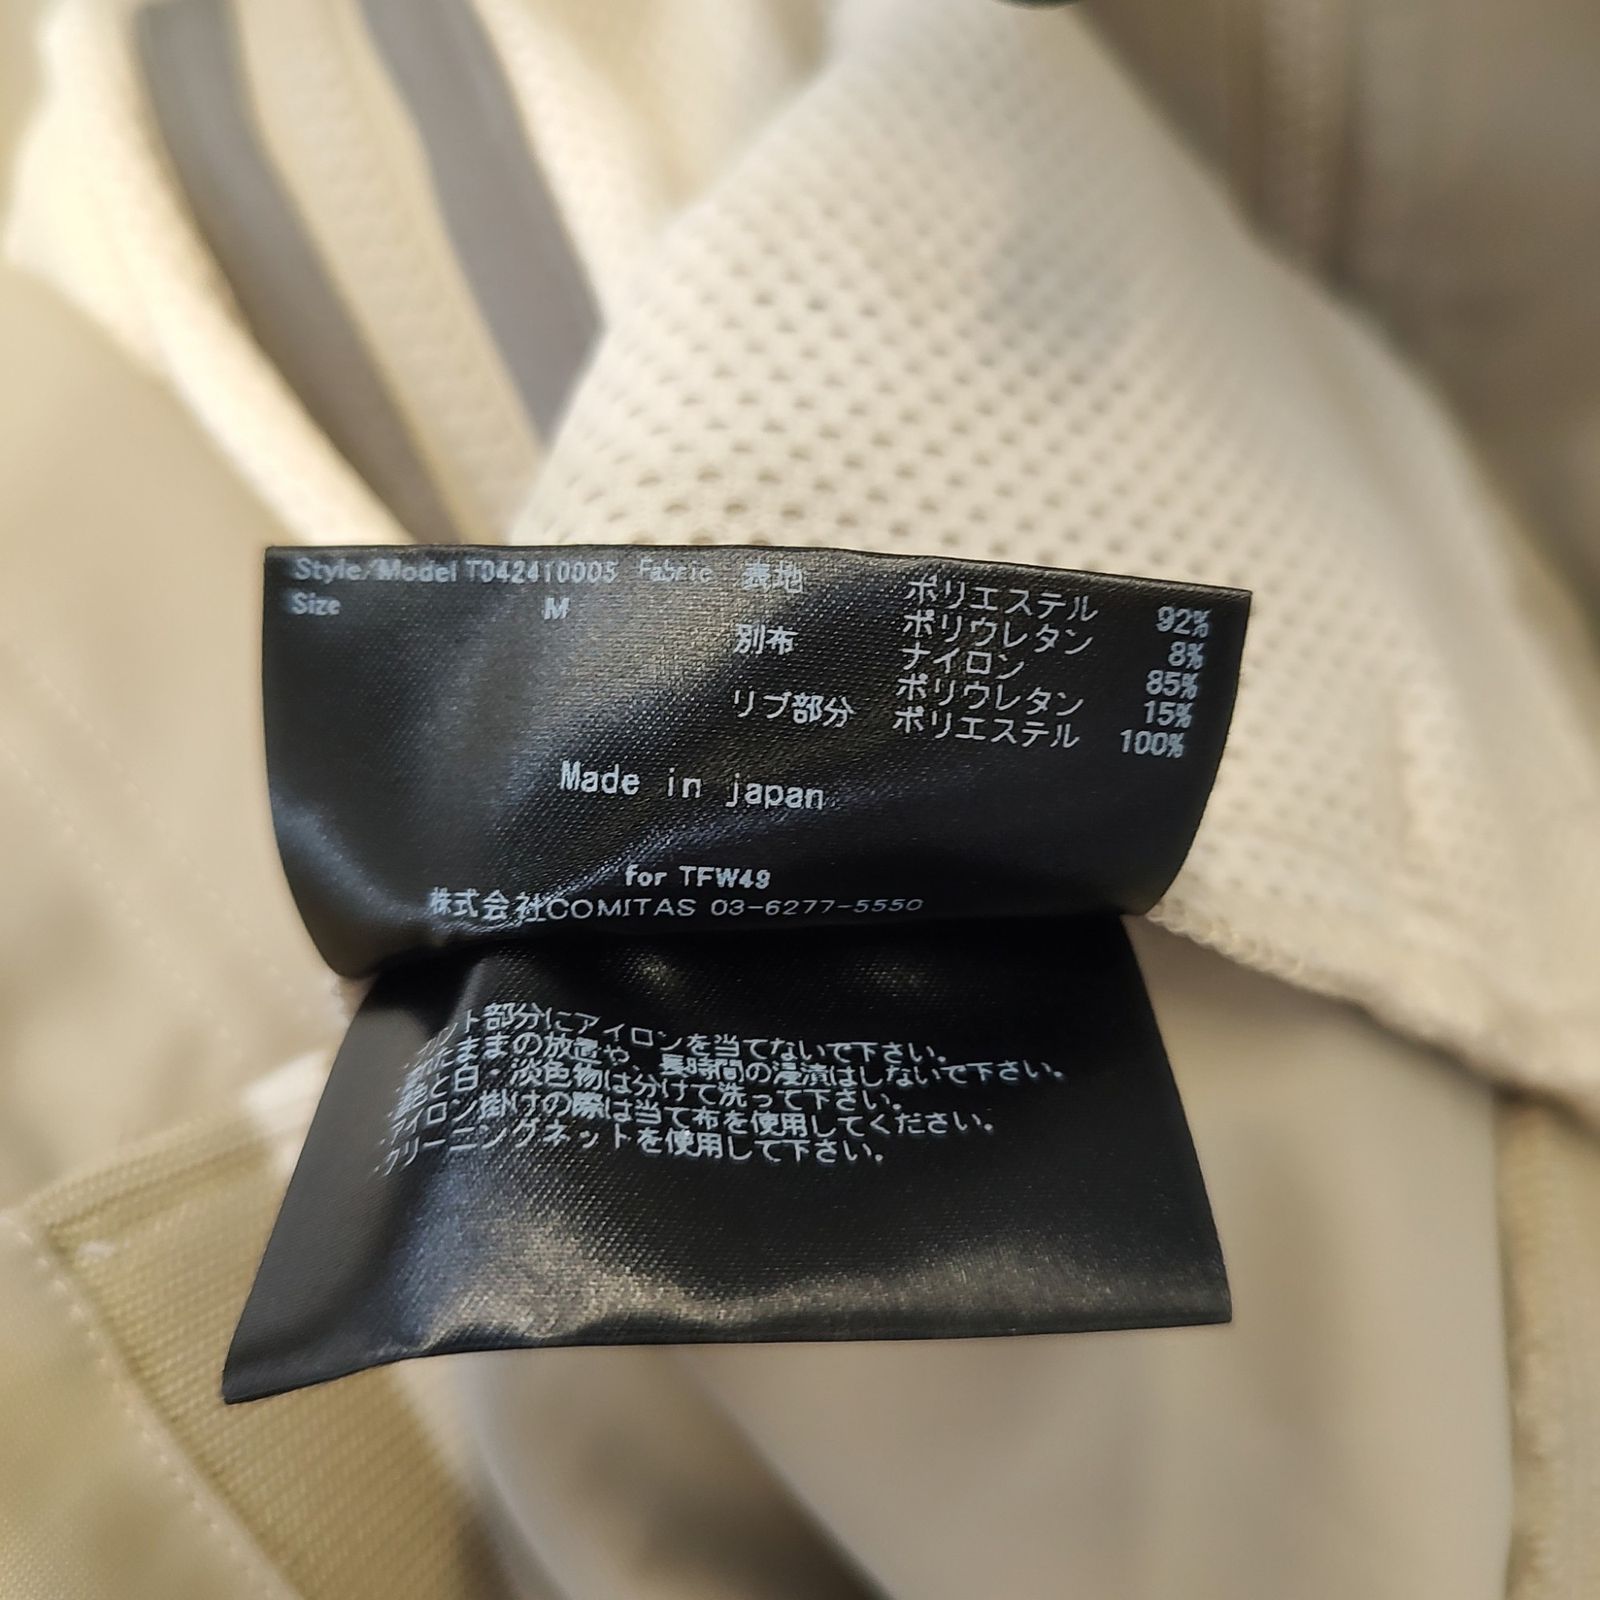 Style/Model T042410005 Fabric 表地 ポリエステル 92%
Size M ポリウレタン 8%
別布 ナイロン 85%
ポリウレタン 15%
リブ部分 ポリエステル 100%
Made in japan
for TFW49
株式会社COMITAS 03-6277-5550
ット部分にアイロンを当てないで下さい。
れたままの放置や、長時間の浸漬はしないで下さい。
と白・淡色物は分けて洗って下さい。
アイロン掛けの際は当て布を使用してください。
クリーニングネットを使用して下さい。